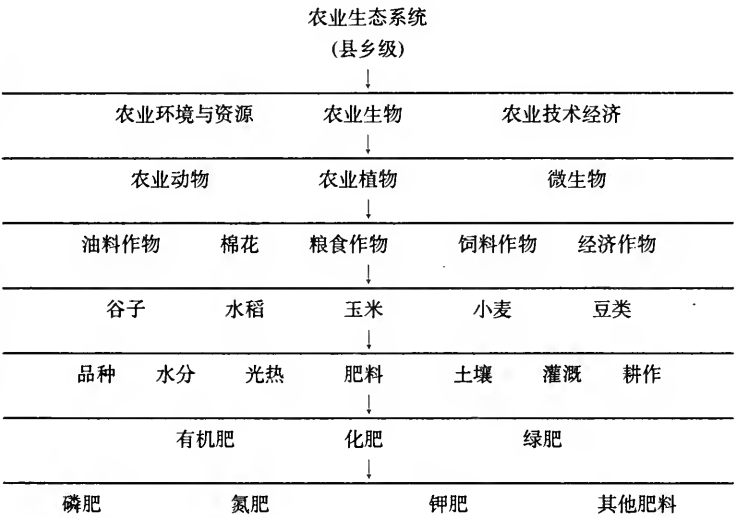 农业生态系统
(县乡级)
农业环境与资源 农业生物 农业技术经济
农业动物 农业植物 微生物
油料作物 棉花 粮食作物 饲料作物 经济作物
谷子 水稻 玉米 小麦 豆类
品种 水分 光热 肥料 土壤 灌溉 耕作
有机肥 化肥 绿肥
磷肥 氮肥 钾肥 其他肥料